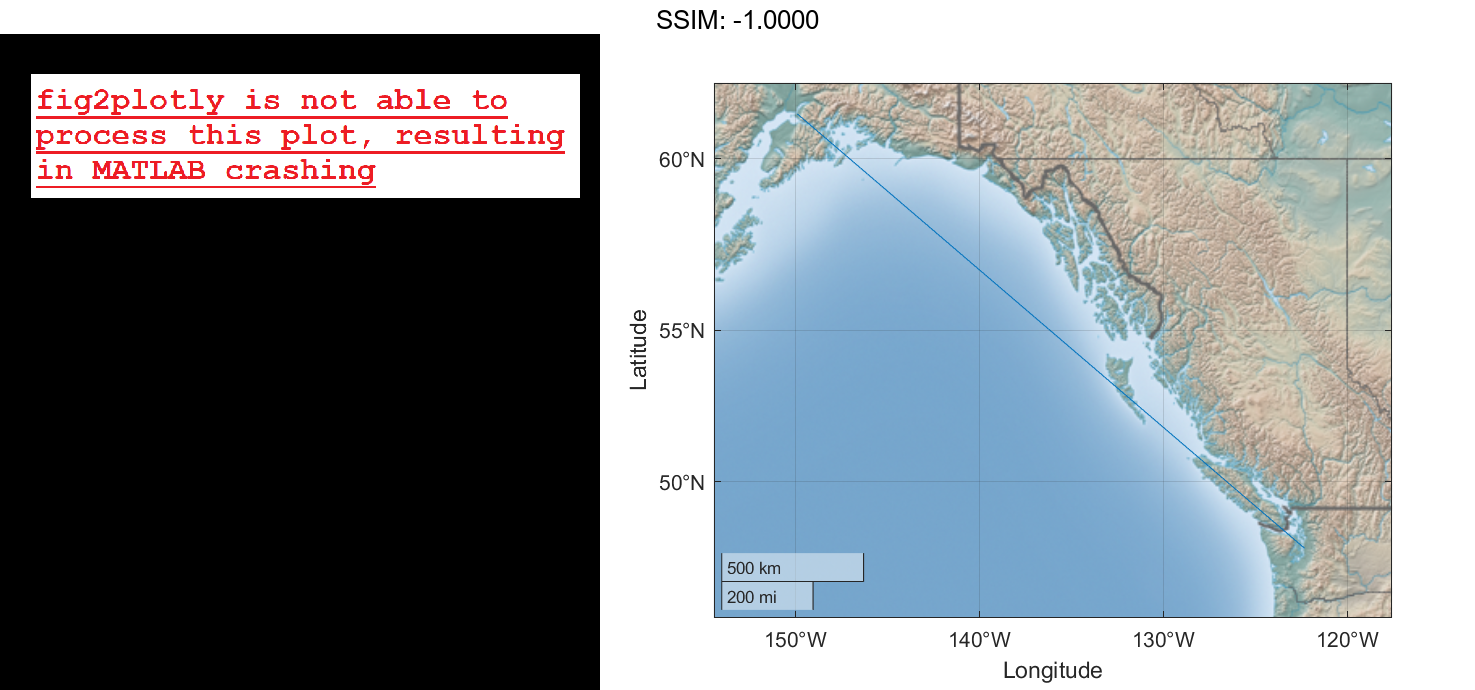 SSIM: -1.0000
fig2plotly is not able to
process this plot, resulting
in MATLAB crashing
60°N
55°N
50°N
Latitude
500 km
200 mi
150°W
140°W
130°W
120°W
Longitude